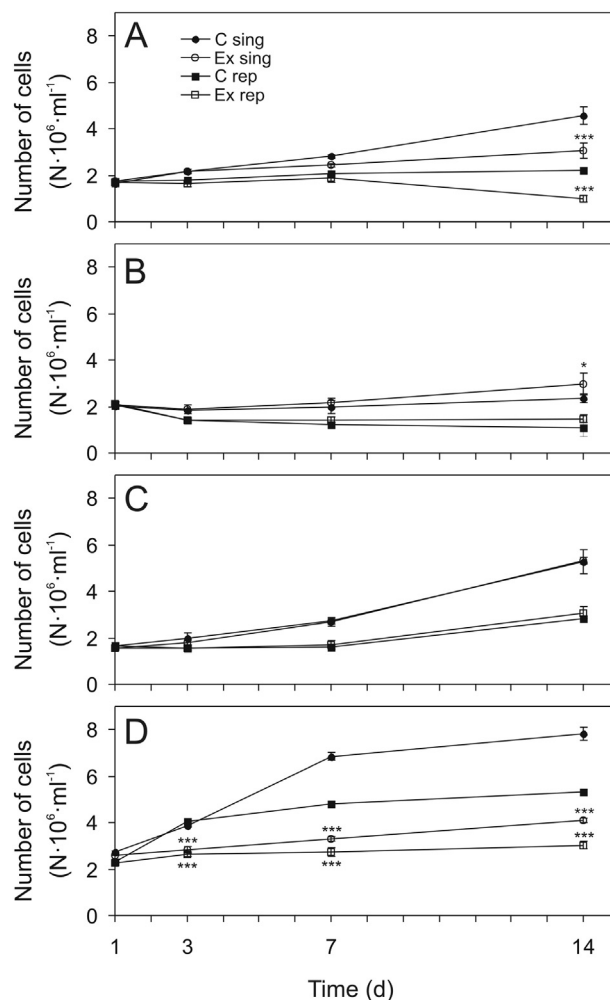 A
C sing
Ex sing
C rep
Ex rep
8
6
4
2
0
Number of cells
(N·10⁶·ml⁻¹)
***
***
B
8
6
4
2
0
Number of cells
(N·10⁶·ml⁻¹)
*
C
8
6
4
2
0
Number of cells
(N·10⁶·ml⁻¹)
D
8
6
4
2
0
Number of cells
(N·10⁶·ml⁻¹)
*** *** ***
*** *** ***
1 3 7 14
Time (d)